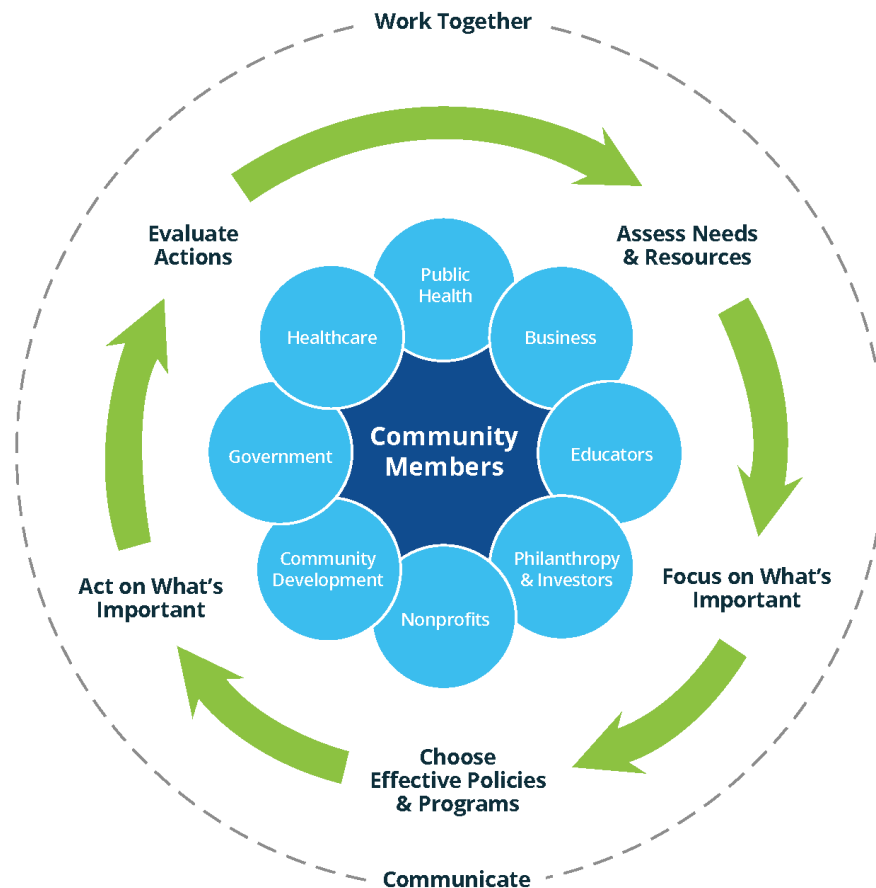 Work Together
Evaluate
Actions
Assess Needs
& Resources
Public
Health
Healthcare
Business
Community
Members
Government
Educators
Community
Development
Philanthropy
& Investors
Nonprofits
Act on What's
Important
Focus on What's
Important
Choose
Effective Policies
& Programs
Communicate